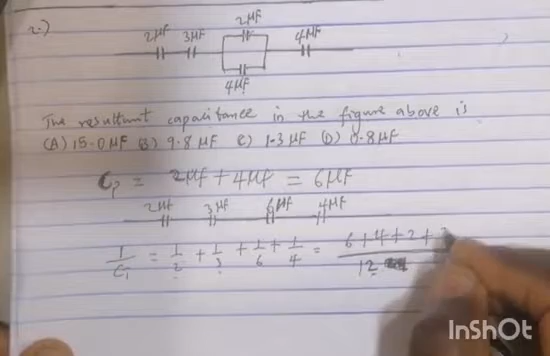 2.)
2μF 3μF 2μF 4μF
4μF
The resultant capacitance in the figure above is
(A) 15.0μF (B) 9.8μF (C) 1.3μF (D) 0.8μF
Cp = 2μf + 4μf = 6μf
2μf 3μf 6μf 4μf
1/C₁ = 1/2 + 1/3 + 1/6 + 1/4 = 6+4+2+3/12
InShOt